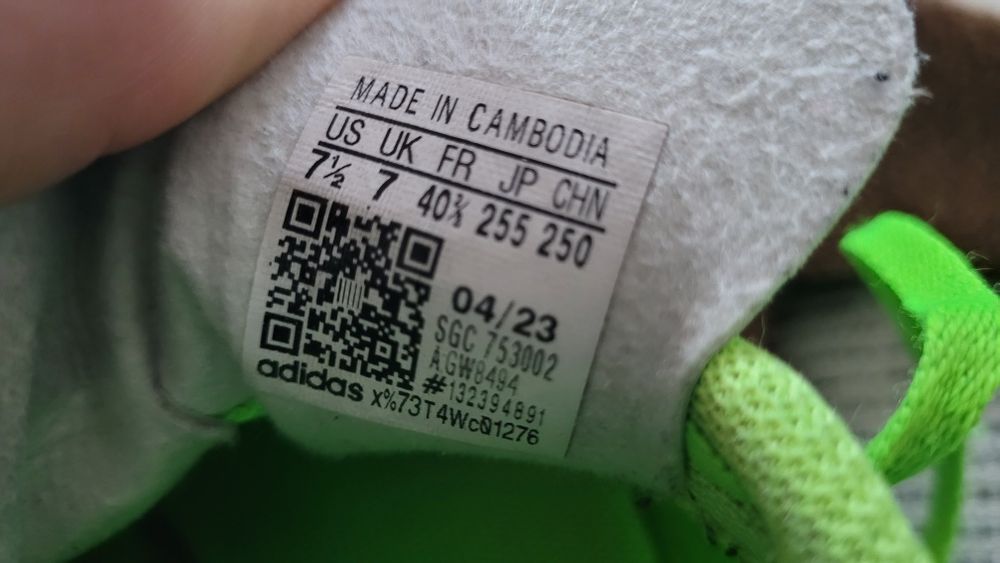 MADE IN CAMBODIA
US UK FR JP CHN
7½ 7 40⅔ 255 250
04/23
SGC 753002
A.GW8494
#132394891
adidas x%73T4Wc01276